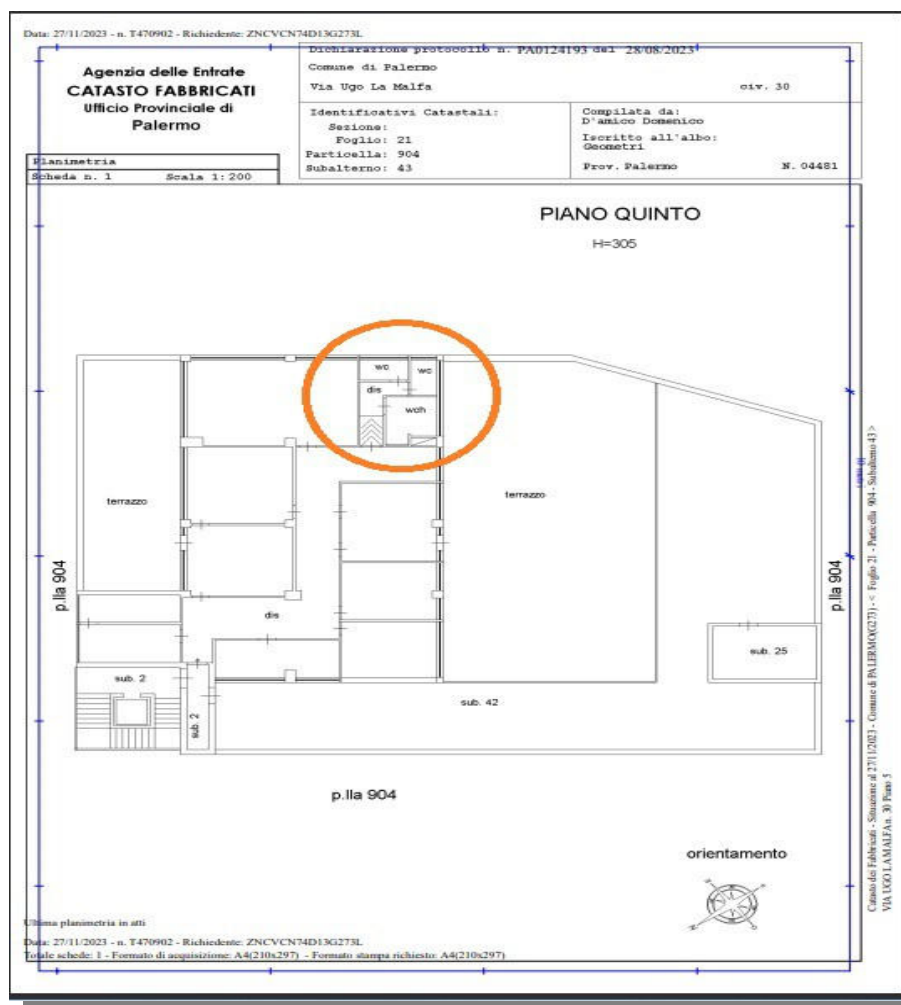 Data: 27/11/2023 - n. T470902 - Richiedente: ZNCVCN74D13G273L
Agenzia delle Entrate
CATASTO FABBRICATI
Ufficio Provinciale di
Palermo
Dichiarazione protocollo n. PA0124193 del 28/08/2023
Comune di Palermo
Via Ugo La Malfa civ. 30
Identificativi Catastali:
Sezione:
Foglio: 21
Particella: 904
Subalterno: 43
Compilata da:
D'amico Domenico
Iscritto all'albo:
Geometri
Prov. Palermo N. 04481
Planimetria
Scheda n. 1 Scala 1:200
PIANO QUINTO
H=305
wc
wc
dis
wch
terrazzo
terrazzo
p.lla 904
p.lla 904
dis
sub. 2
sub. 2
sub. 25
sub. 42
p.lla 904
orientamento
Ultima planimetria in atti
Data: 27/11/2023 - n. T470902 - Richiedente: ZNCVCN74D13G273L
Totale schede: 1 - Formato di acquisizione: A4(210x297) - Formato stampa richiesto: A4(210x297)
Catasto dei Fabbricati - Situazione al 27/11/2023 - Comune di PALERMO(G273) - < Foglio 21 - Particella 904 - Subalterno 43 >
VIA UGO LA MALFA n. 30 Piano 5